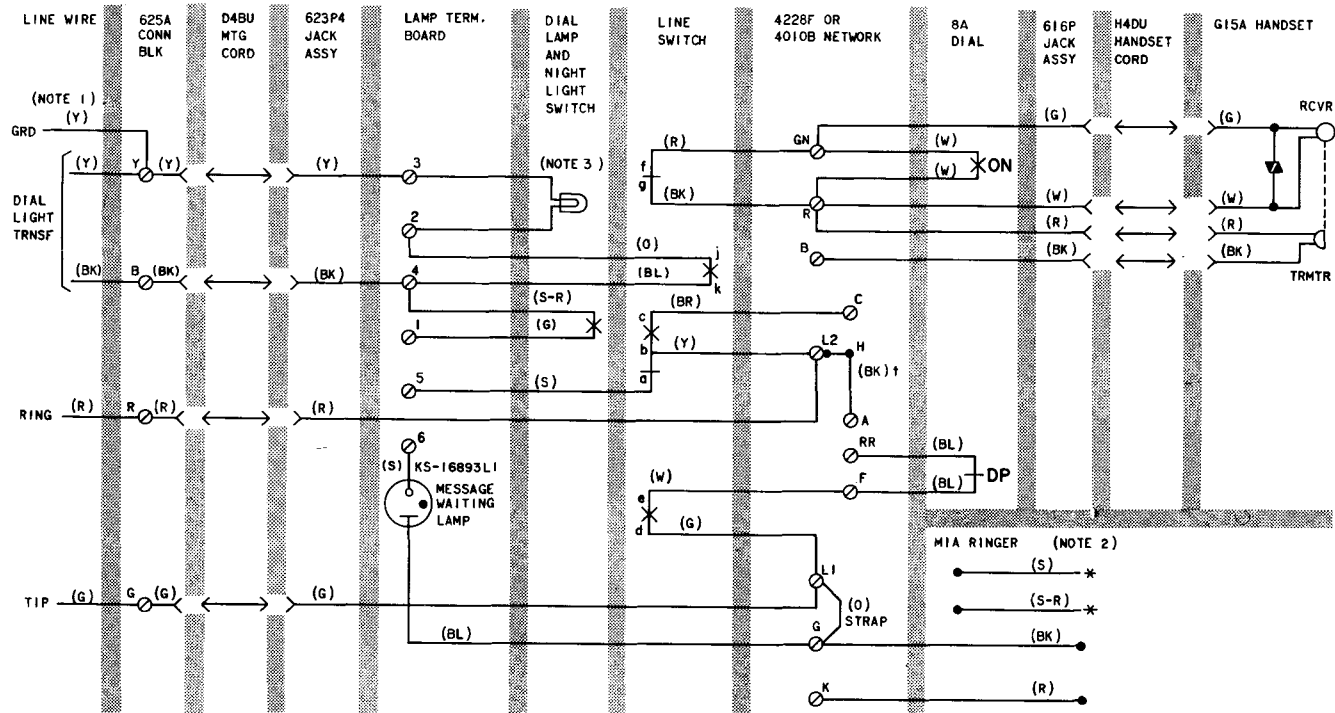 LINE WIRE
625A
CONN
BLK
D4BU
MTG
CORD
623P4
JACK
ASSY
LAMP TERM.
BOARD
DIAL
LAMP
AND
NIGHT
LIGHT
SWITCH
LINE
SWITCH
4228F OR
4010B NETWORK
8A
DIAL
616P
JACK
ASSY
H4DU
HANDSET
CORD
G15A HANDSET
(NOTE 1)
(Y)
GRD
(Y) Y (Y) (Y) 3 (NOTE 3)
DIAL
LIGHT
TRNSF
2
(O) j
(BK) B (BK) (BK) 4 (BL) k
(S-R)
1 (G)
5 (S)
f (R) GN
g (BK) R
B
c (BR) C
b (Y) L2 H
a (BK)†
A
(G) (G) RCVR
(W)
ON
(W)
(W) (W)
(R) (R)
(BK) (BK)
TRMTR
RING (R) R (R) (R)
6
(S) KS-16893L1
MESSAGE
WAITING
LAMP
RR (BL)
DP
e (W) F (BL)
d (G)
L1
TIP (G) G (G) (G)
(O)
STRAP
(BL) G (BK)
K (R)
M1A RINGER (NOTE 2)
(S) *
(S-R) *